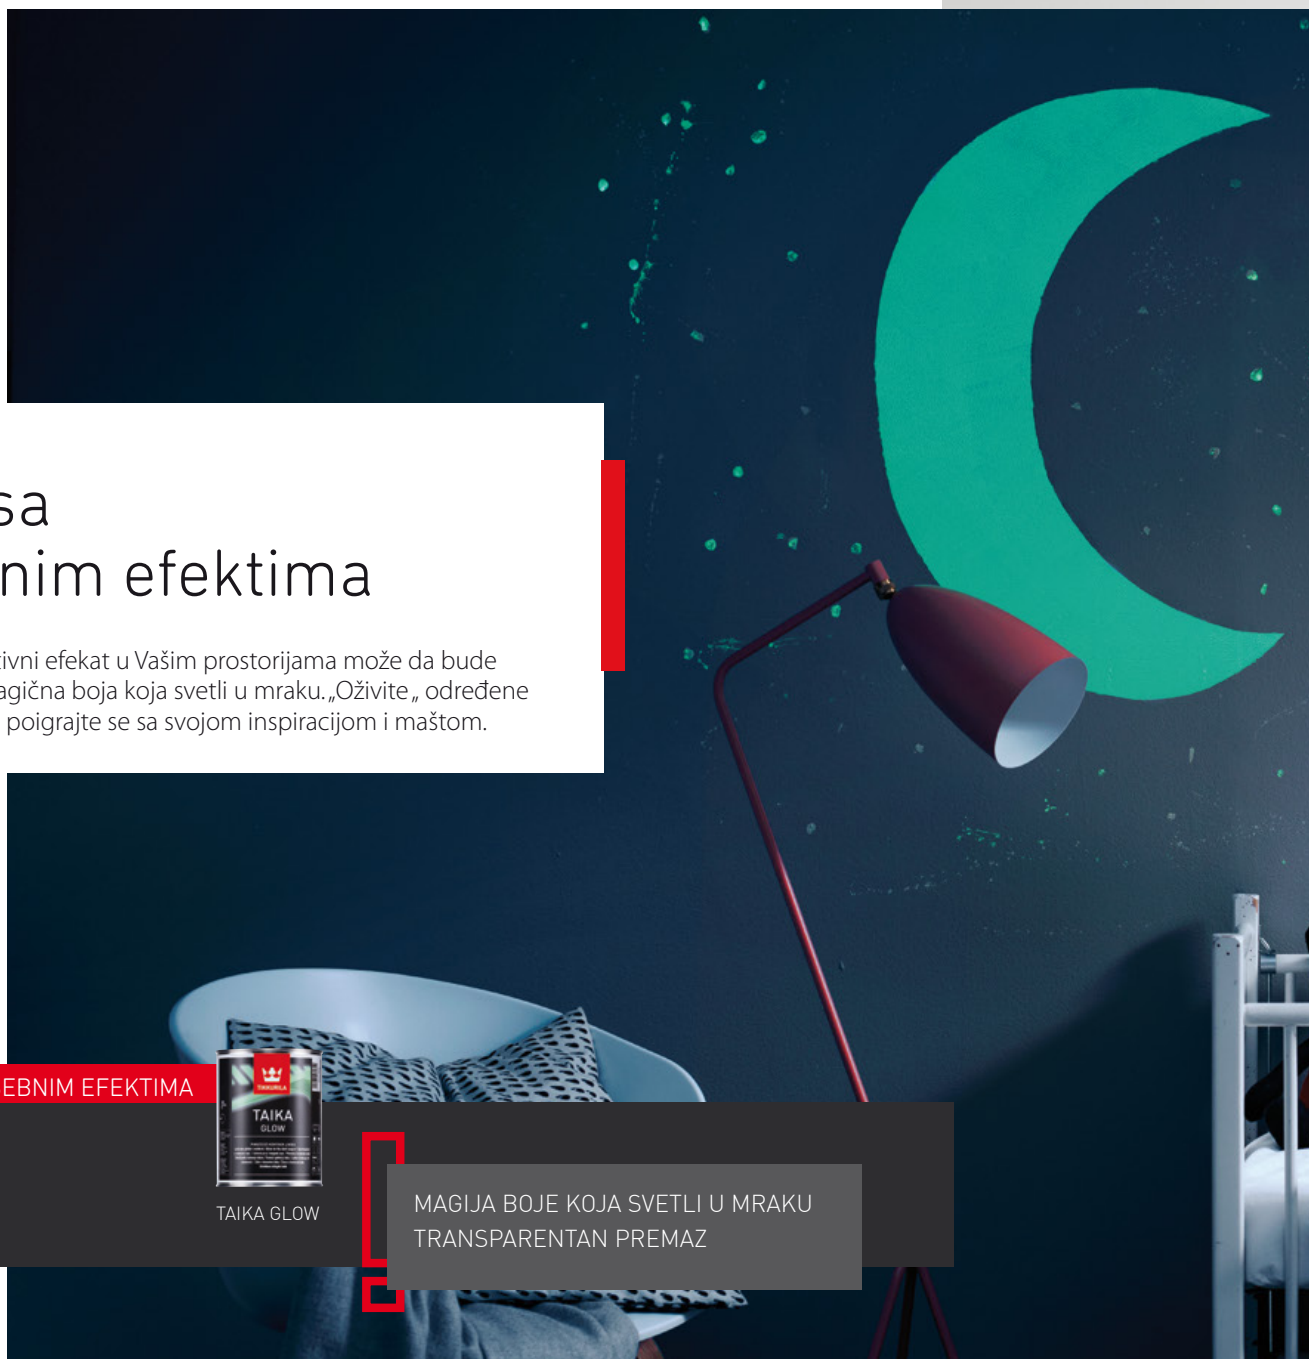 sa
nim efektima
tivni efekat u Vašim prostorijama može da bude
agična boja koja svetli u mraku. „Oživite„ određene
poigrajte se sa svojom inspiracijom i maštom.
EBNIM EFEKTIMA
TIKKURILA
TAIKA
GLOW
TAIKA GLOW
MAGIJA BOJE KOJA SVETLI U MRAKU
TRANSPARENTAN PREMAZ